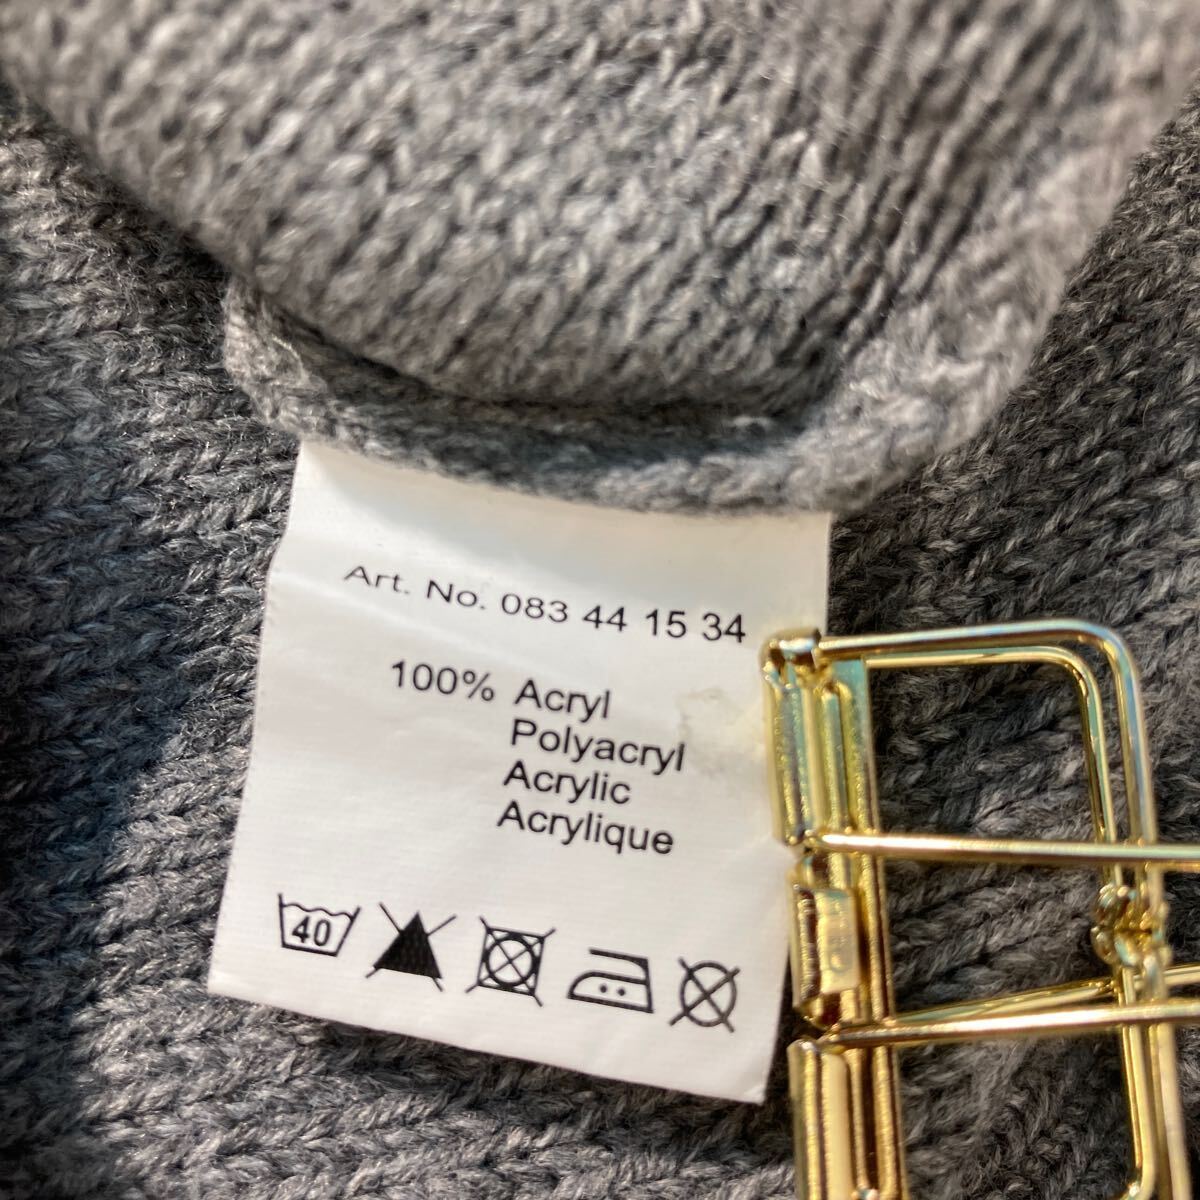 Art. No. 083 44 15 34
100% Acryl
Polyacryl
Acrylic
Acrylique
40